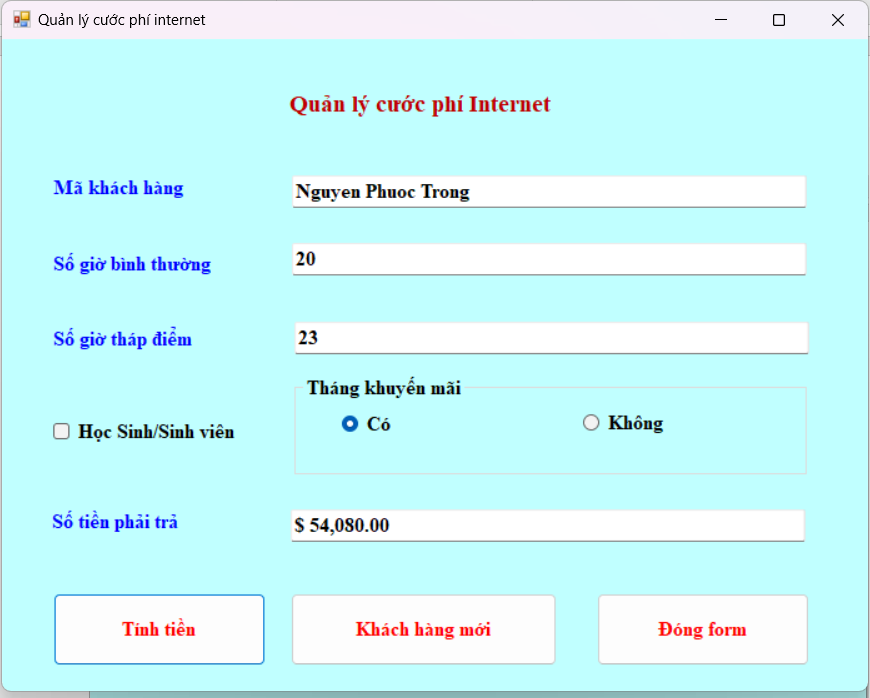 Quản lý cước phí internet
Quản lý cước phí Internet
Mã khách hàng
Nguyen Phuoc Trong
Số giờ bình thường
20
Số giờ tháp điểm
23
Tháng khuyến mãi
Học Sinh/Sinh viên
Có
Không
Số tiền phải trả
$ 54,080.00
Tính tiền
Khách hàng mới
Đóng form